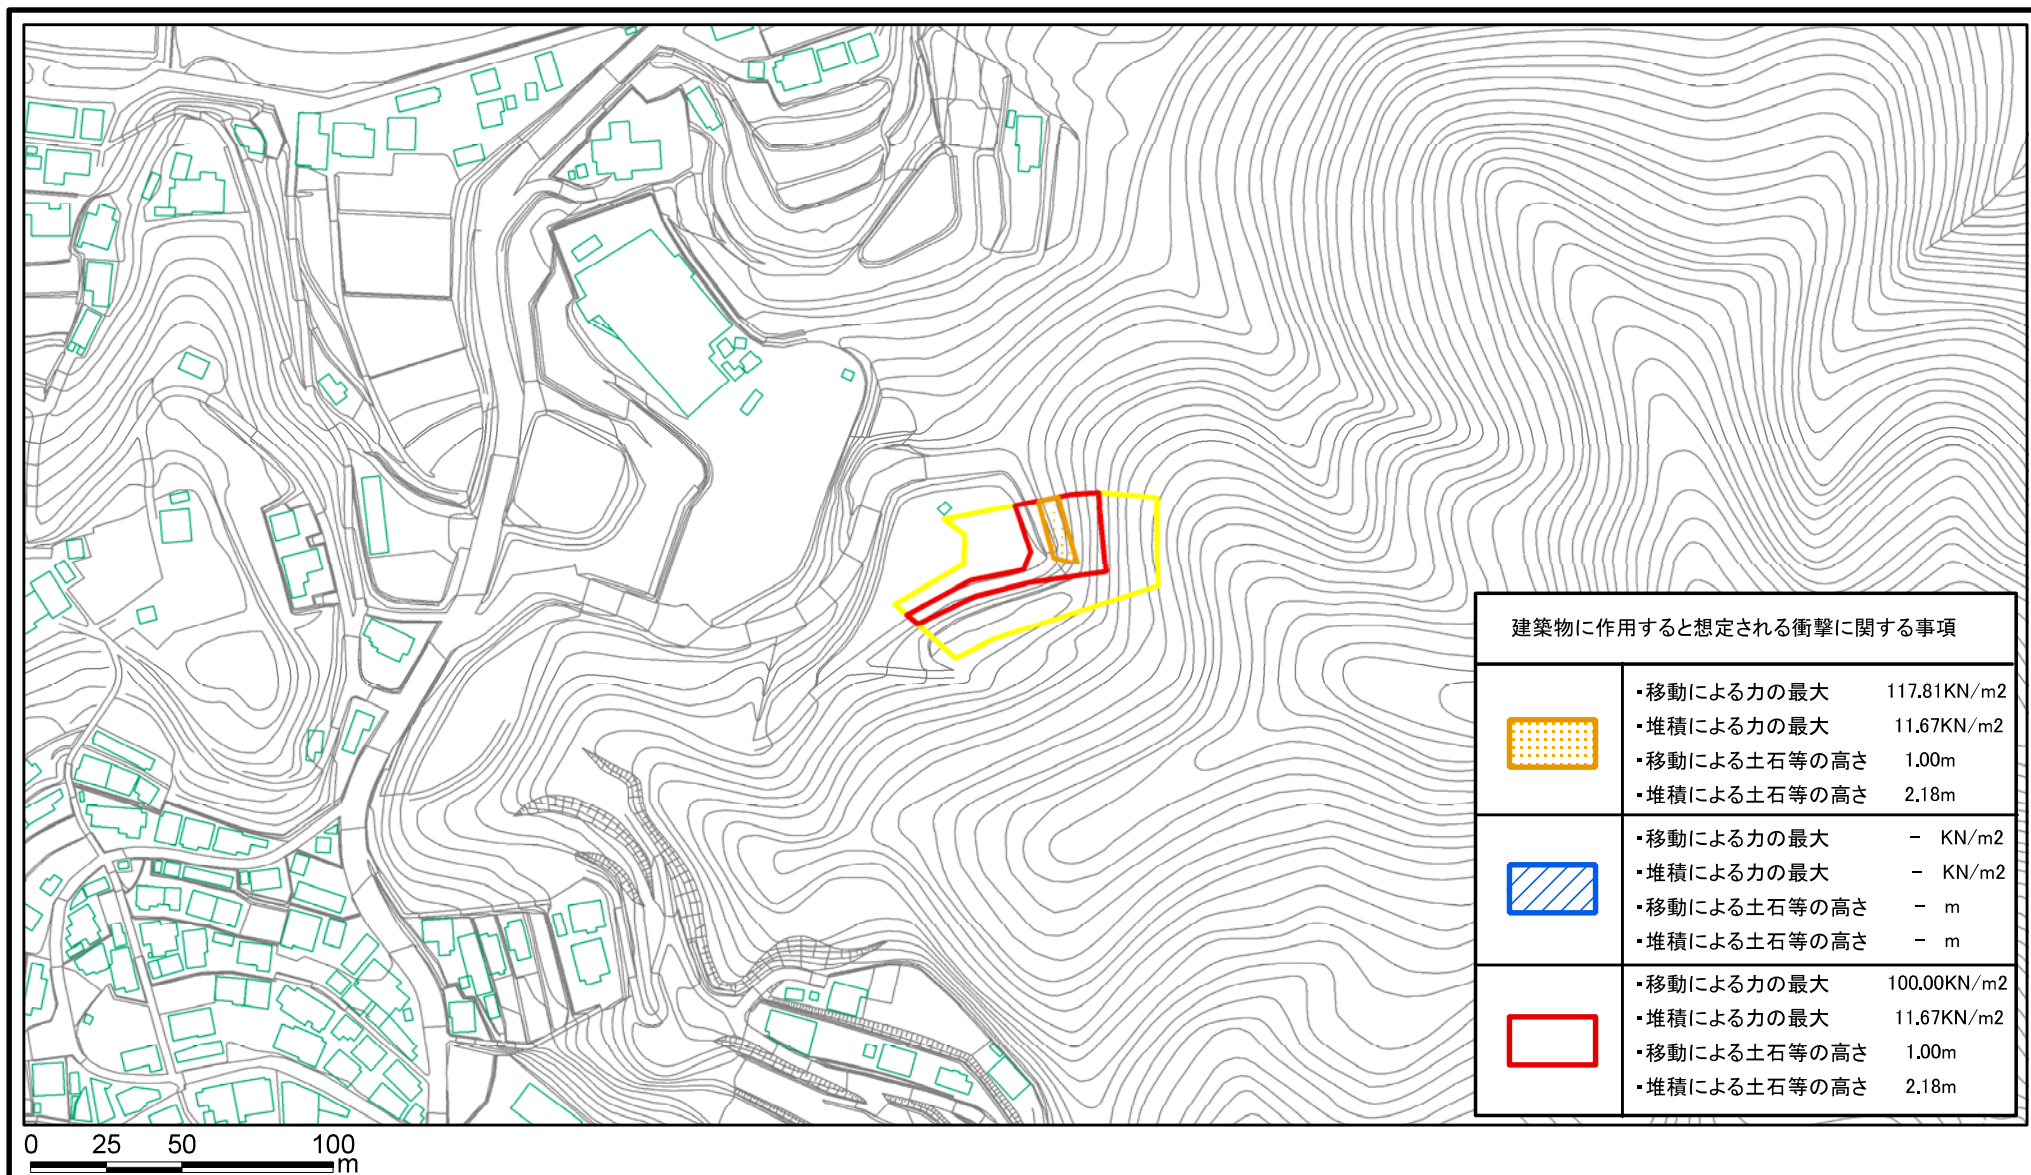 建築物に作用すると想定される衝撃に関する事項
・移動による力の最大 117.81KN/m2
・堆積による力の最大 11.67KN/m2
・移動による土石等の高さ 1.00m
・堆積による土石等の高さ 2.18m
・移動による力の最大 - KN/m2
・堆積による力の最大 - KN/m2
・移動による土石等の高さ - m
・堆積による土石等の高さ - m
・移動による力の最大 100.00KN/m2
・堆積による力の最大 11.67KN/m2
・移動による土石等の高さ 1.00m
・堆積による土石等の高さ 2.18m
0 25 50 100
m